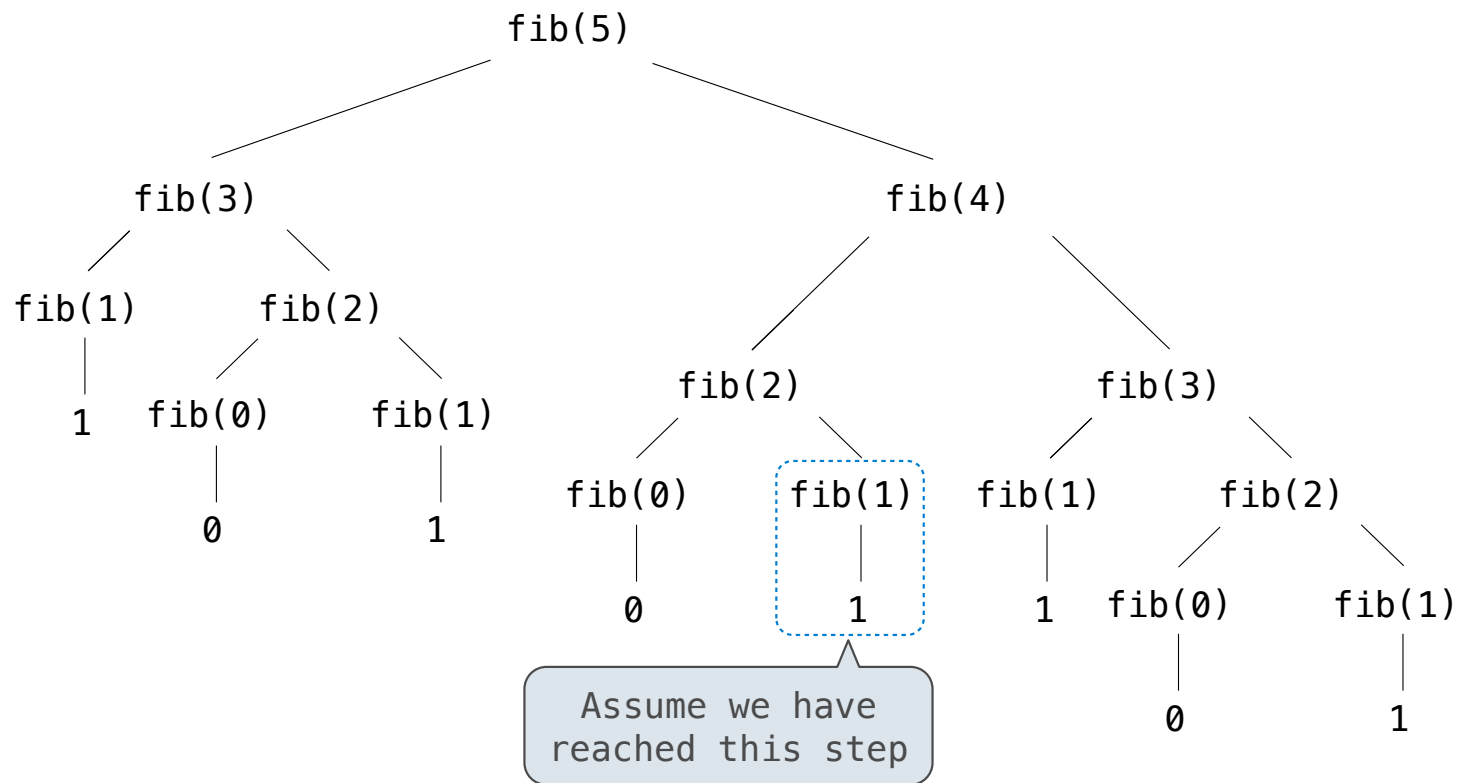 fib(5)
fib(3) fib(4)
fib(1) fib(2)
fib(2) fib(3)
1 fib(0) fib(1)
fib(0) fib(1) fib(1) fib(2)
0 1
0 1 1 fib(0) fib(1)
Assume we have
reached this step
0 1